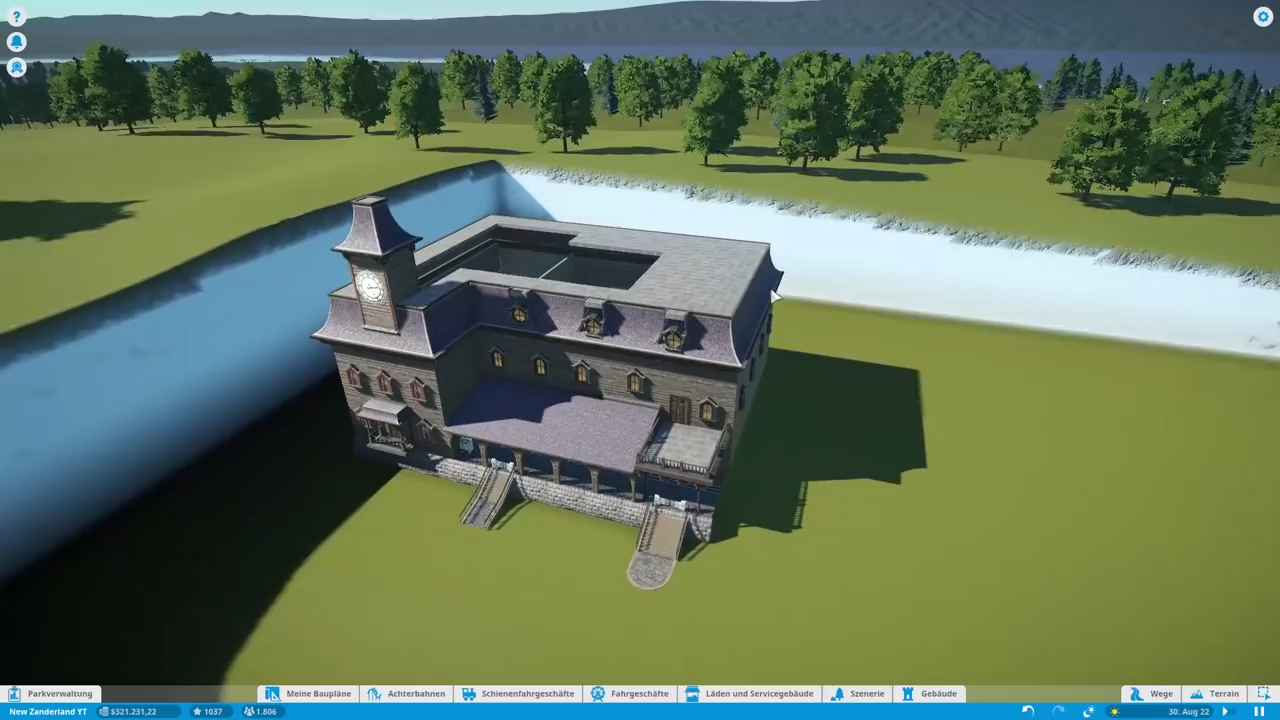 ?
Parkverwaltung
Meine Baupläne
Achterbahnen
Schienenfahrgeschäfte
Fahrgeschäfte
Läden und Servicegebäude
Szenerie
Gebäude
Wege
Terrain
New Zanderland YT
$321.231,22
1037
1.806
30. Aug 22